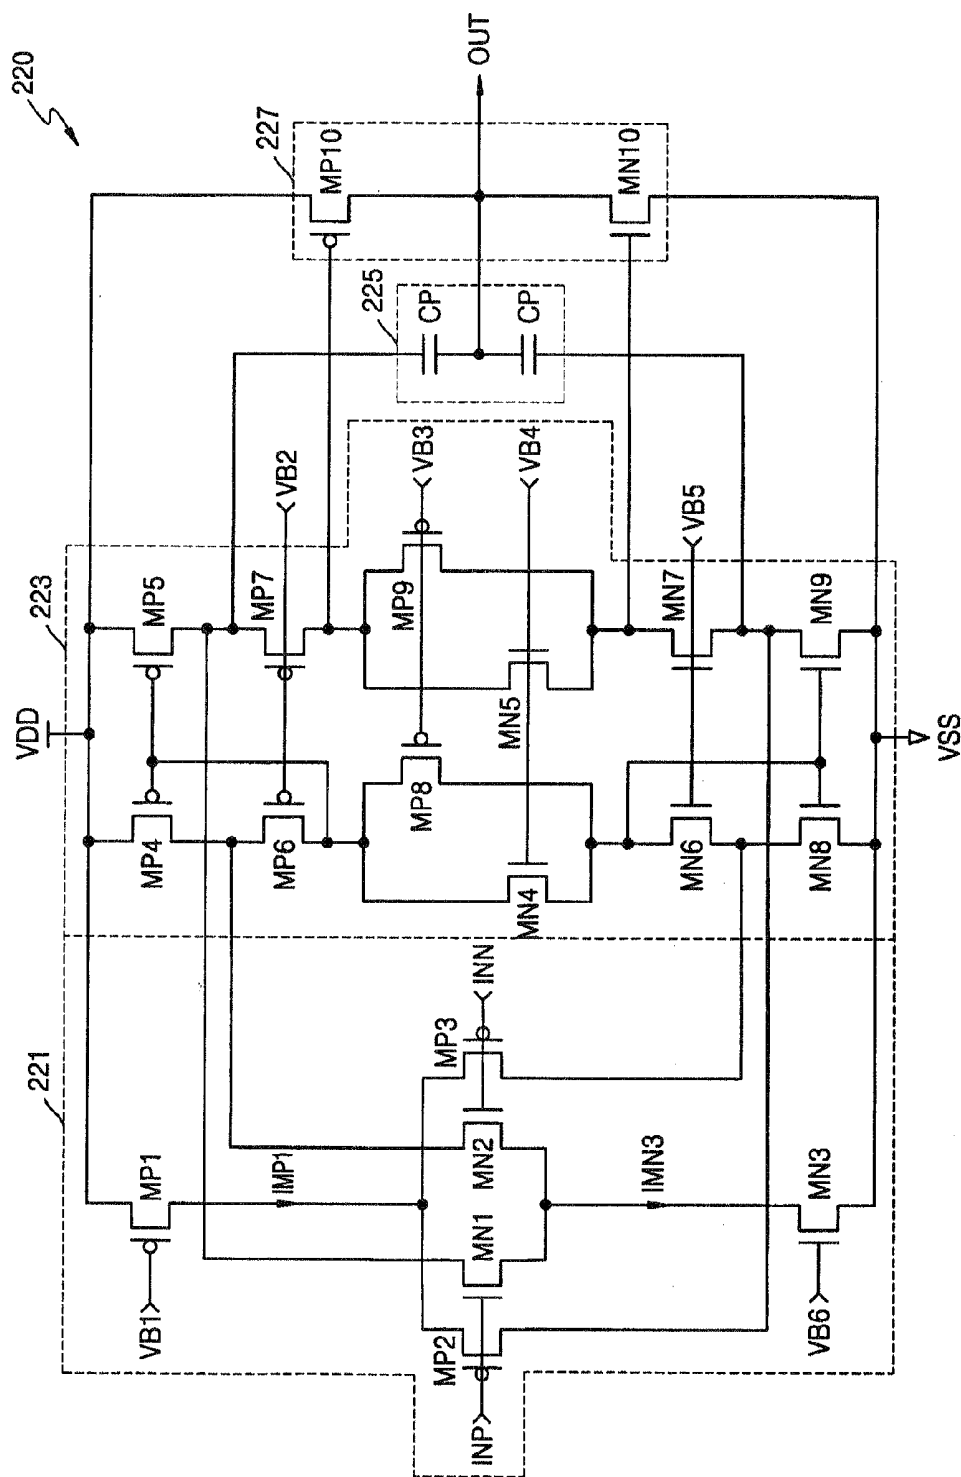 220
221
223
225
227
VDD
MP1
MP4
MP5
MP10
VB1
IMP1
MP6
MP7
VB2
CP
CP
OUT
INP
MP2
MN1
MN2
MP3
INN
MP8
MP9
VB3
MN4
MN5
VB4
IMN3
MN6
MN7
VB5
MN10
VB6
MN3
MN8
MN9
VSS